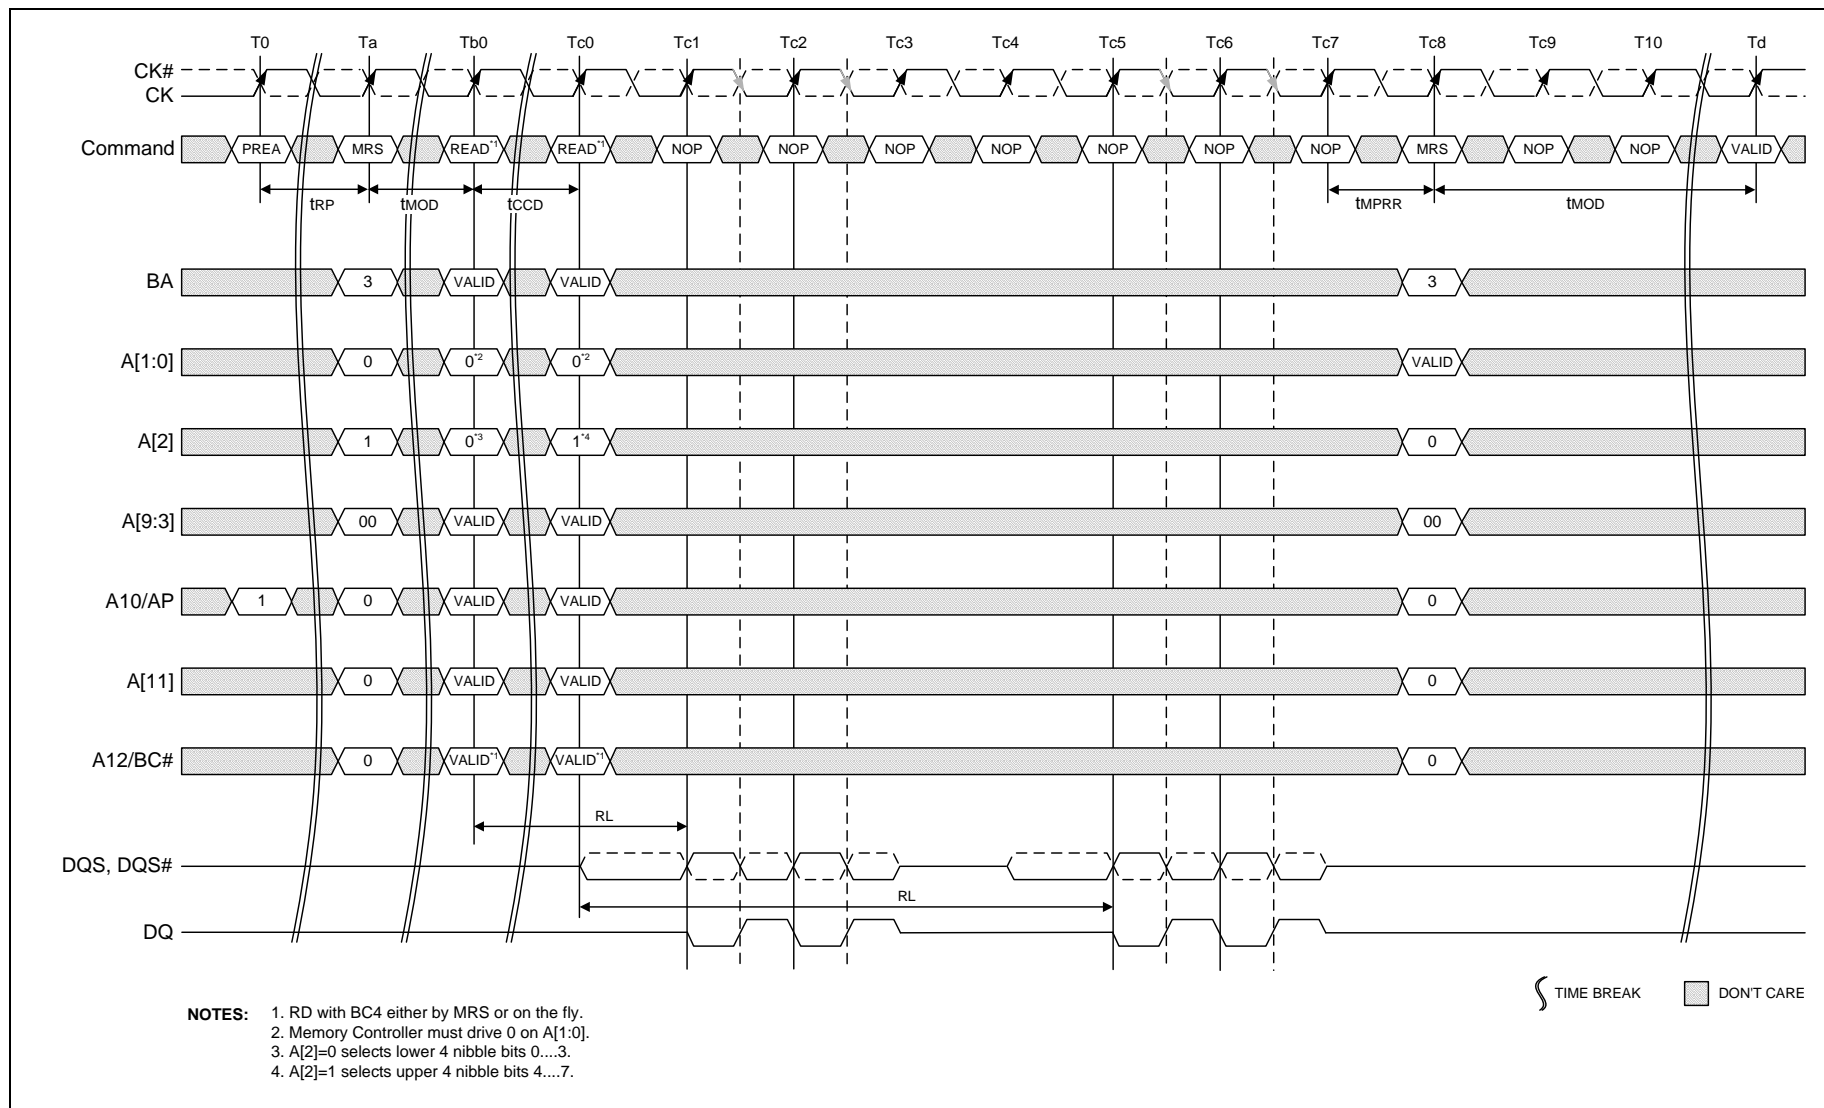 T0 Ta Tb0 Tc0 Tc1 Tc2 Tc3 Tc4 Tc5 Tc6 Tc7 Tc8 Tc9 T10 Td
CK#
CK
Command PREA MRS READ*1 READ*1 NOP NOP NOP NOP NOP NOP NOP MRS NOP NOP VALID
tRP tMOD tCCD tMPRR tMOD
BA 3 VALID VALID 3
A[1:0] 0 0*2 0*2 VALID
A[2] 1 0*3 1*4 0
A[9:3] 00 VALID VALID 00
A10/AP 1 0 VALID VALID 0
A[11] 0 VALID VALID 0
A12/BC# 0 VALID*1 VALID*1 0
RL
DQS, DQS#
RL
DQ
TIME BREAK DON'T CARE
NOTES: 1. RD with BC4 either by MRS or on the fly.
2. Memory Controller must drive 0 on A[1:0].
3. A[2]=0 selects lower 4 nibble bits 0....3.
4. A[2]=1 selects upper 4 nibble bits 4....7.